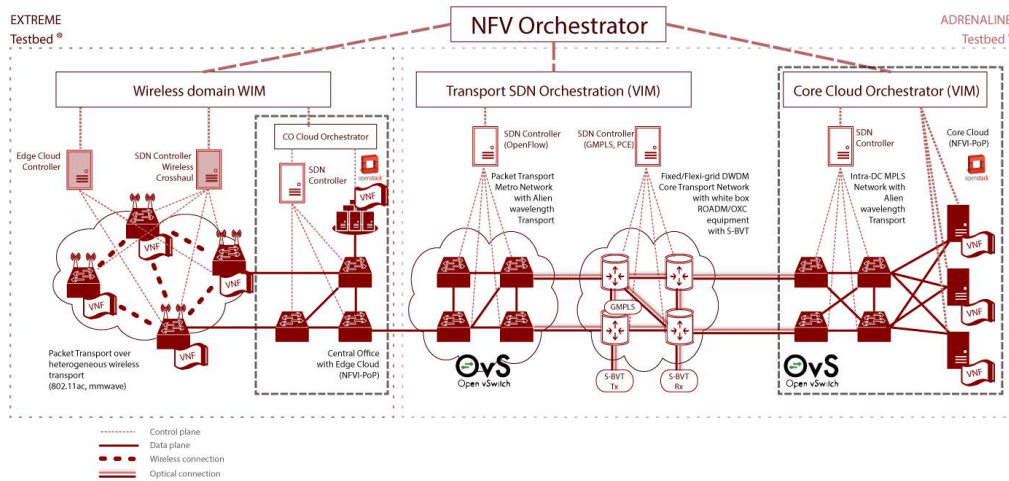 EXTREME
Testbed ®
NFV Orchestrator
ADRENALINE
Testbed
Wireless domain WIM
Transport SDN Orchestration (VIM)
Core Cloud Orchestrator (VIM)
CO Cloud Orchestrator
Edge Cloud
Controller
SDN Controller
Wireless
Crosshaul
SDN
Controller
openstack
VNF
SDN Controller
(OpenFlow)
SDN Controller
(GMPLS, PCE)
SDN
Controller
Core Cloud
(NFVI-PoP)
openstack
Packet Transport
Metro Network
with Alien
wavelength
Transport
Fixed/Flexi-grid DWDM
Core Transport Network
with white box
ROADM/OXC
equipment
with S-BVT
Intra-DC MPLS
Network with
Alien
wavelength
Transport
VNF
VNF
VNF
VNF
VNF
VNF
VNF
GMPLS
Packet Transport over
heterogeneous wireless
transport
(802.11ac, mmwave)
Central Office
with Edge Cloud
(NFVI-PoP)
OvS
Open vSwitch
S-BVT
Tx
S-BVT
Rx
OvS
Open vSwitch
Control plane
Data plane
Wireless connection
Optical connection